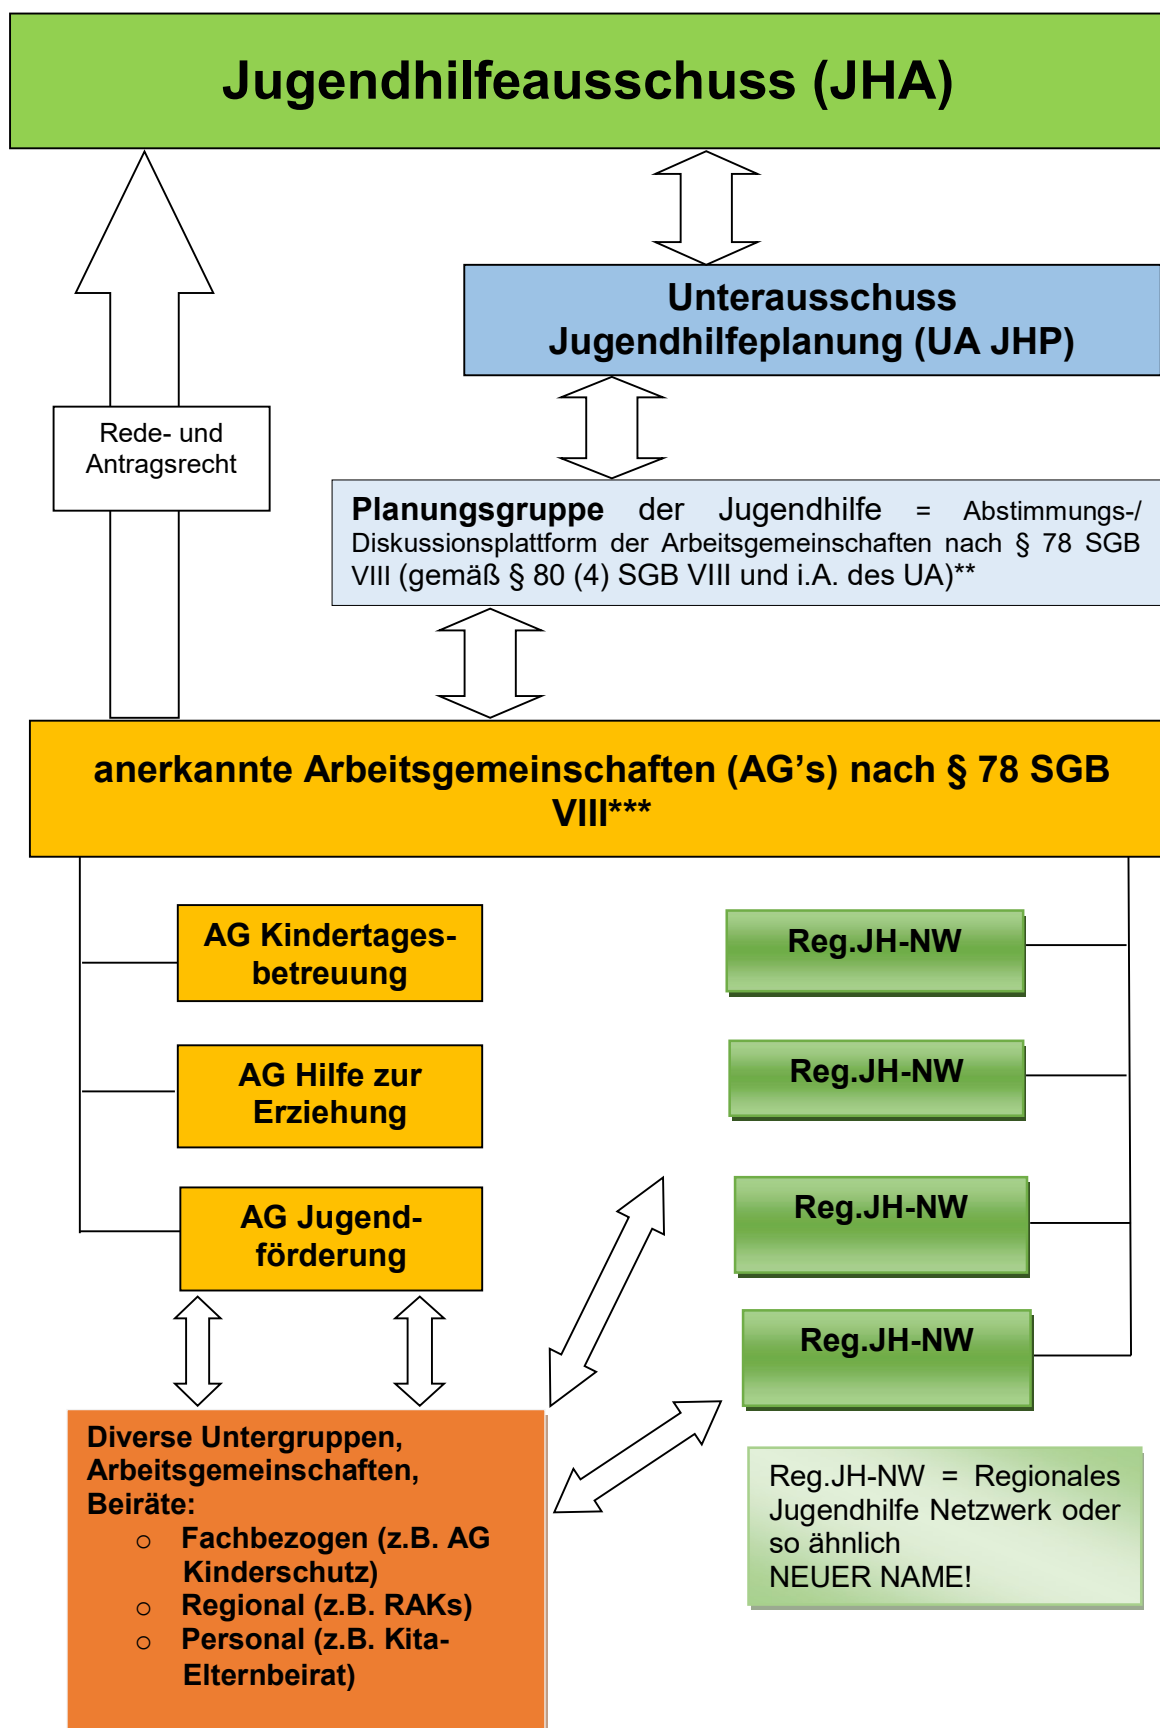 Jugendhilfeausschuss (JHA)
Unterausschuss
Jugendhilfeplanung (UA JHP)
Rede- und
Antragsrecht
Planungsgruppe der Jugendhilfe = Abstimmungs-/
Diskussionsplattform der Arbeitsgemeinschaften nach § 78 SGB
VIII (gemäß § 80 (4) SGB VIII und i.A. des UA)**
anerkannte Arbeitsgemeinschaften (AG’s) nach § 78 SGB
VIII***
AG Kindertages-
betreuung
AG Hilfe zur
Erziehung
AG Jugend-
förderung
Reg.JH-NW
Reg.JH-NW
Reg.JH-NW
Reg.JH-NW
Diverse Untergruppen,
Arbeitsgemeinschaften,
Beiräte:
o Fachbezogen (z.B. AG
Kinderschutz)
o Regional (z.B. RAKs)
o Personal (z.B. Kita-
Elternbeirat)
Reg.JH-NW = Regionales
Jugendhilfe Netzwerk oder
so ähnlich
NEUER NAME!